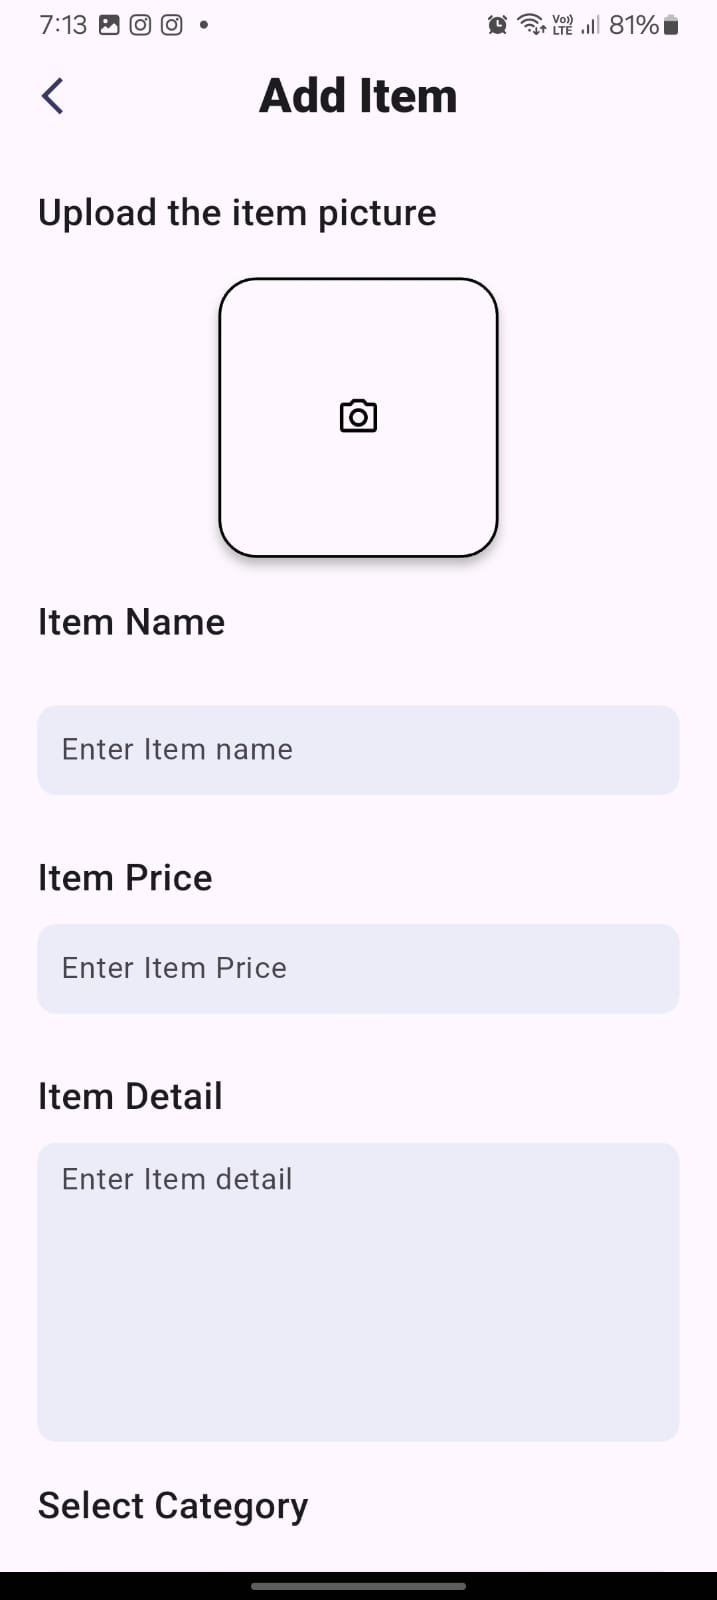 7:13 Vo)) LTE 81%
Add Item
Upload the item picture
Item Name
Enter Item name
Item Price
Enter Item Price
Item Detail
Enter Item detail
Select Category